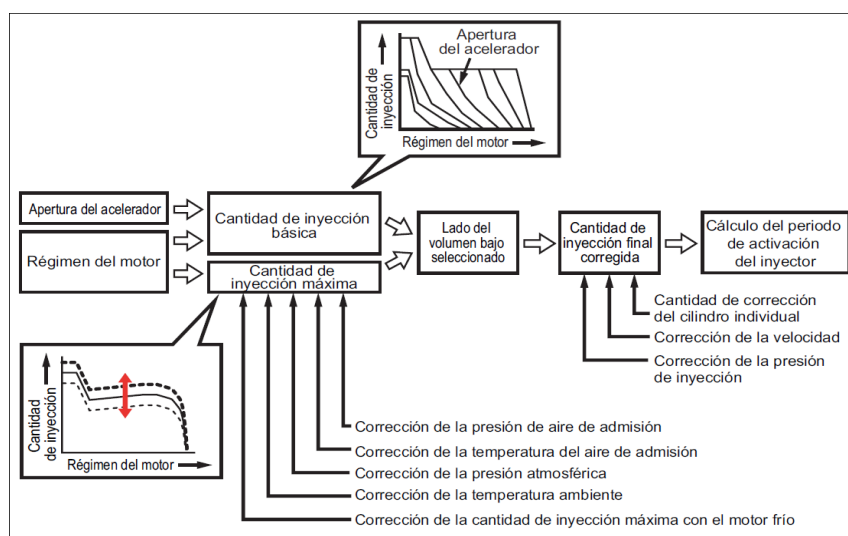 Apertura
del acelerador
Cantidad de
inyección
Régimen del motor
Apertura del acelerador
Régimen del motor
Cantidad de inyección
básica
Cantidad de
inyección máxima
Lado del
volumen bajo
seleccionado
Cantidad de
inyección final
corregida
Cálculo del periodo
de activación
del inyector
Cantidad de corrección
del cilindro individual
Corrección de la velocidad
Corrección de la presión
de inyección
Cantidad
de inyección
Régimen del motor
Corrección de la presión de aire de admisión
Corrección de la temperatura del aire de admisión
Corrección de la presión atmosférica
Corrección de la temperatura ambiente
Corrección de la cantidad de inyección máxima con el motor frío